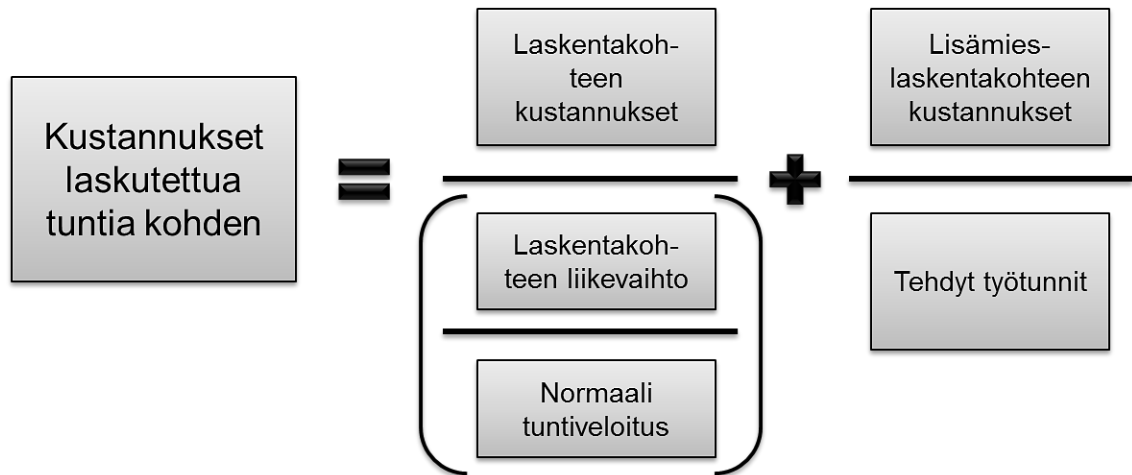 Kustannukset
laskutettua
tuntia kohden
=
Laskentakoh-
teen
kustannukset
Laskentakoh-
teen liikevaihto
Normaali
tuntiveloitus
+
Lisämies-
laskentakohteen
kustannukset
Tehdyt työtunnit